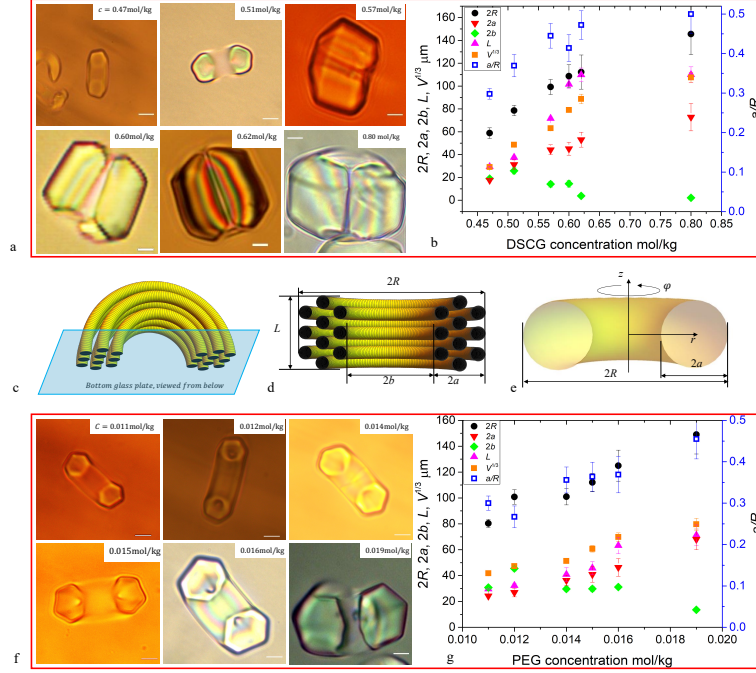 c = 0.47mol/kg
0.51mol/kg
0.57mol/kg
0.60mol/kg
0.62mol/kg
0.80 mol/kg
a
2R, 2a, 2b, L, V^1/3 μm
160
140
120
100
80
60
40
20
0
2R
2a
2b
L
V^1/3
a/R
0.5
0.4
0.3
0.2
0.1
0.0
a/R
0.45 0.50 0.55 0.60 0.65 0.70 0.75 0.80 0.85
DSCG concentration mol/kg
b
Bottom glass plate, viewed from below
c
2R
L
2b
2a
d
z
φ
r
2a
2R
e
C = 0.011mol/kg
0.012mol/kg
0.014mol/kg
0.015mol/kg
0.016mol/kg
0.019mol/kg
f
2R, 2a, 2b, L, V^1/3 μm
160
140
120
100
80
60
40
20
0
2R
2a
2b
L
V^1/3
a/R
0.5
0.4
0.3
0.2
0.1
0.0
a/R
0.010 0.012 0.014 0.016 0.018 0.020
PEG concentration mol/kg
g